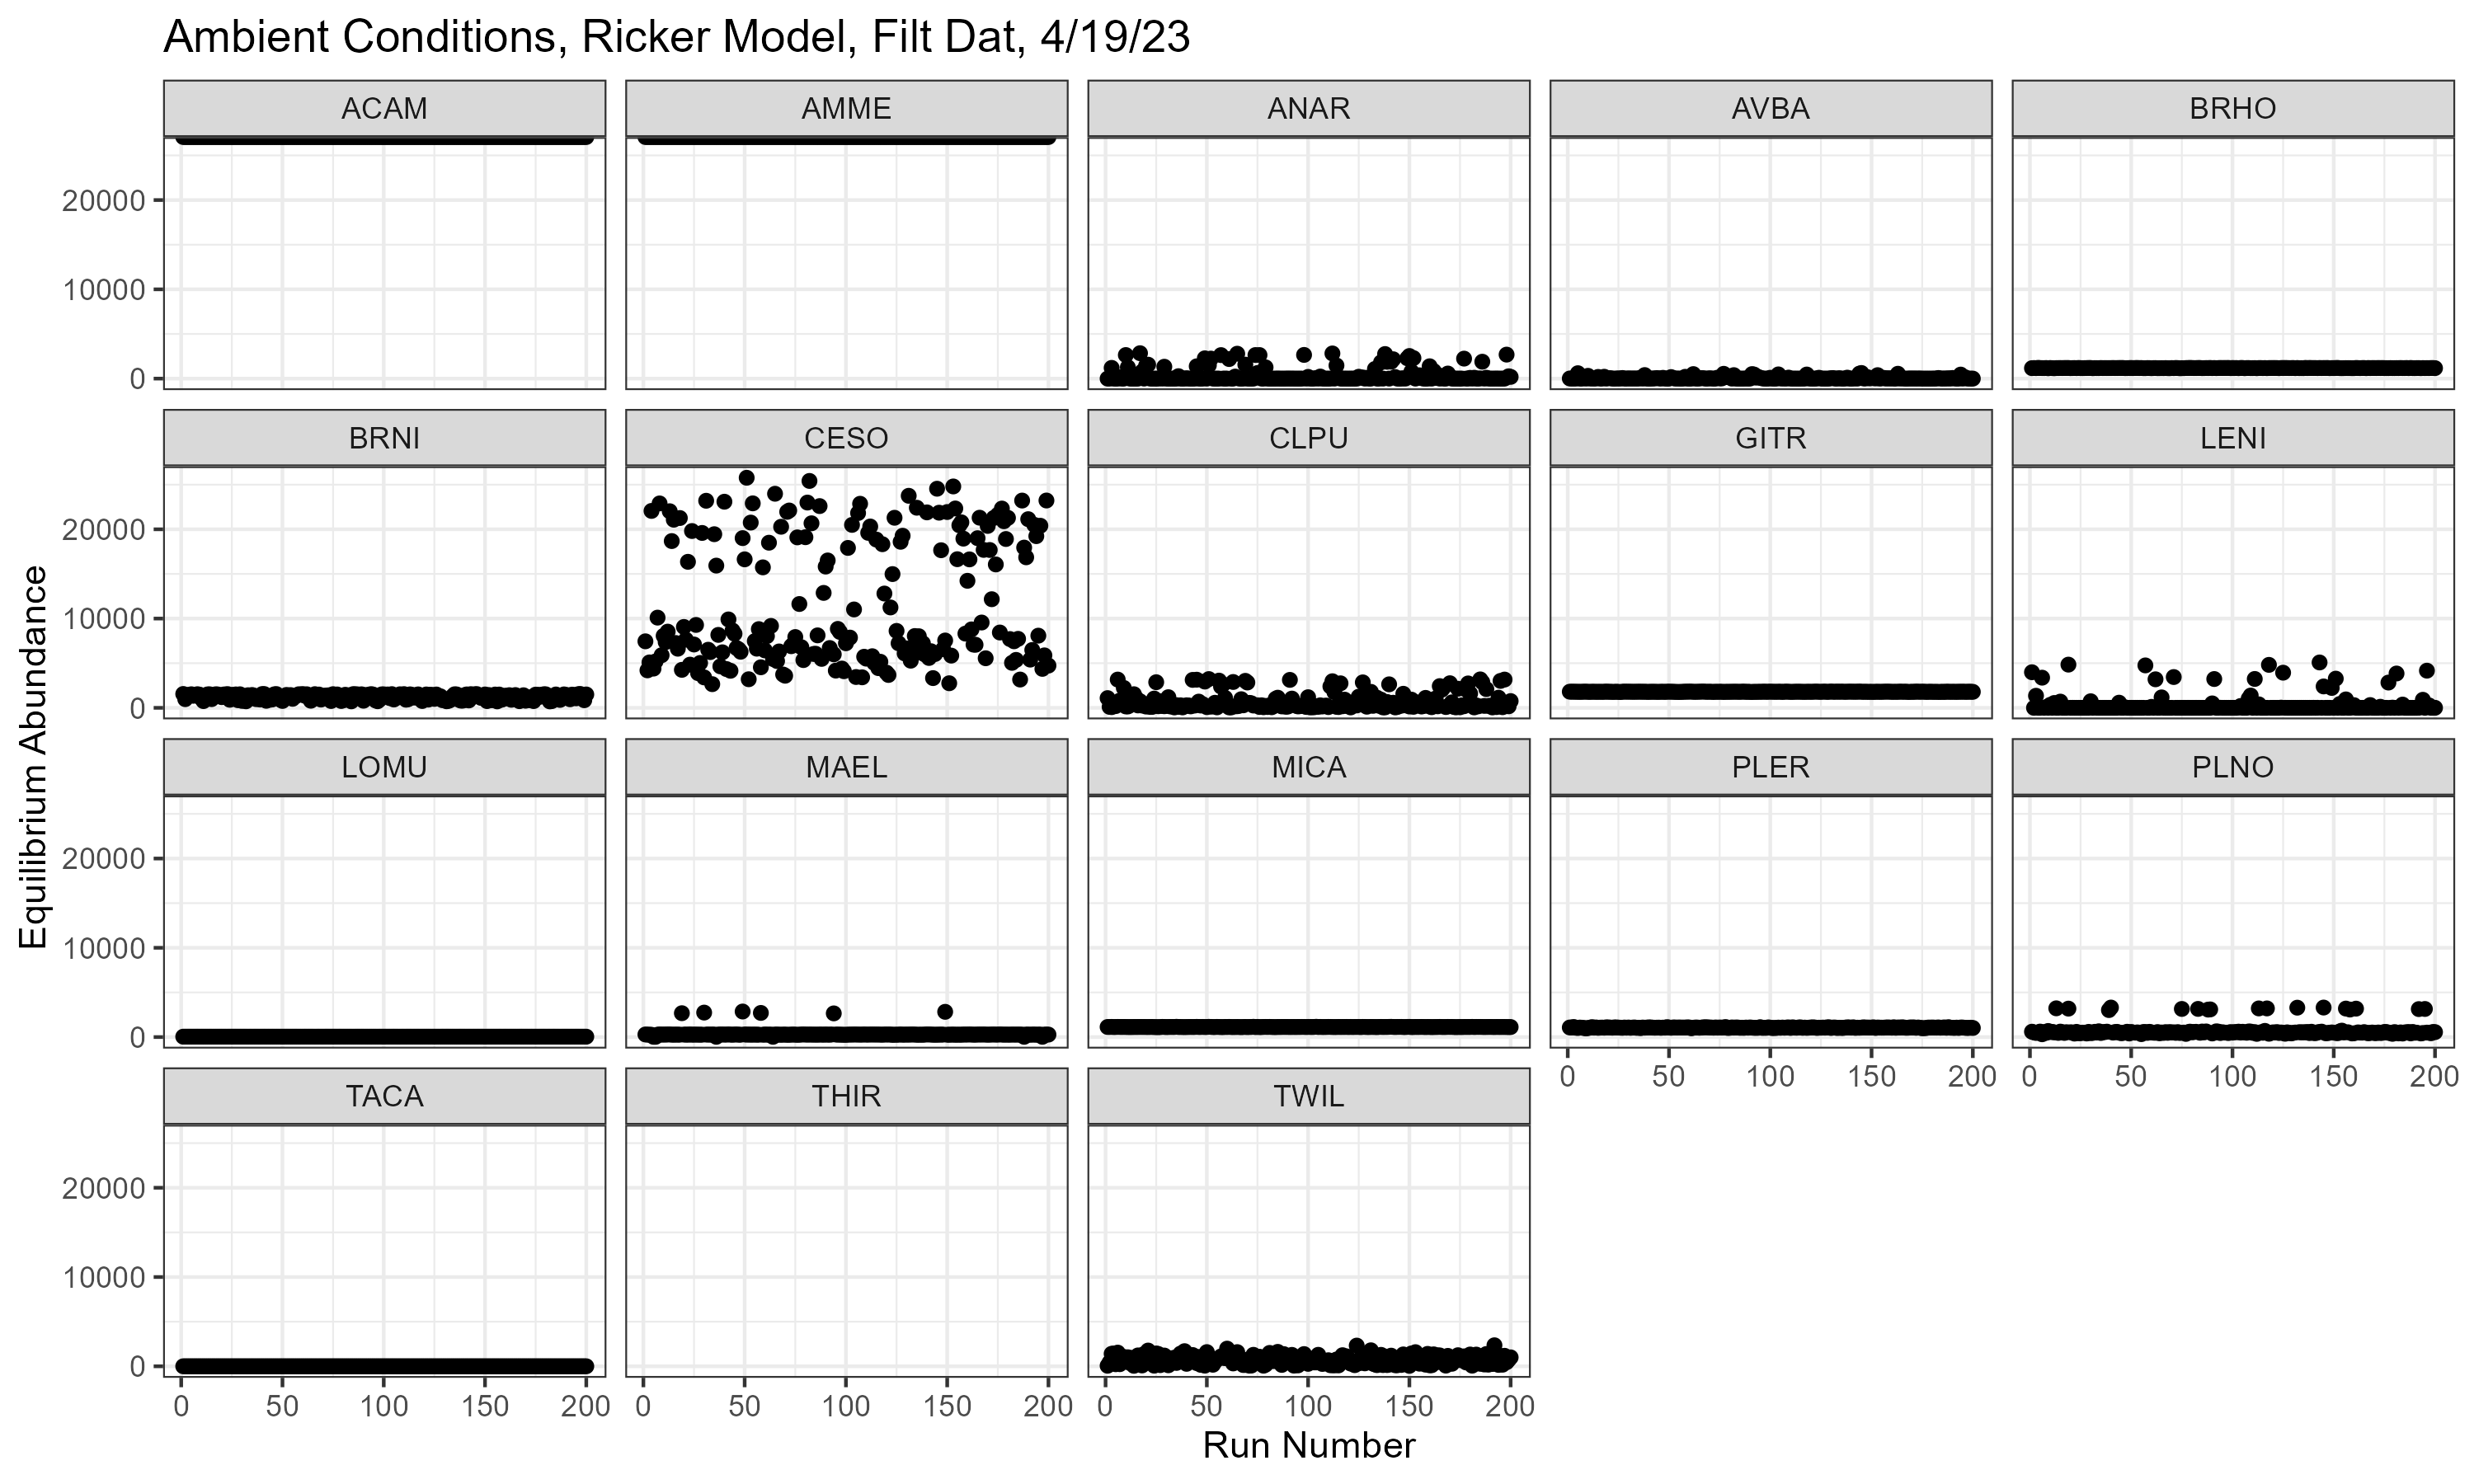 Ambient Conditions, Ricker Model, Filt Dat, 4/19/23
ACAM AMME ANAR AVBA BRHO
20000
10000
0
BRNI CESO CLPU GITR LENI
20000
10000
0
Equilibrium Abundance
LOMU MAEL MICA PLER PLNO
20000
10000
0
0 50 100 150 200 0 50 100 150 200
TACA THIR TWIL
20000
10000
0
0 50 100 150 200 0 50 100 150 200 0 50 100 150 200
Run Number